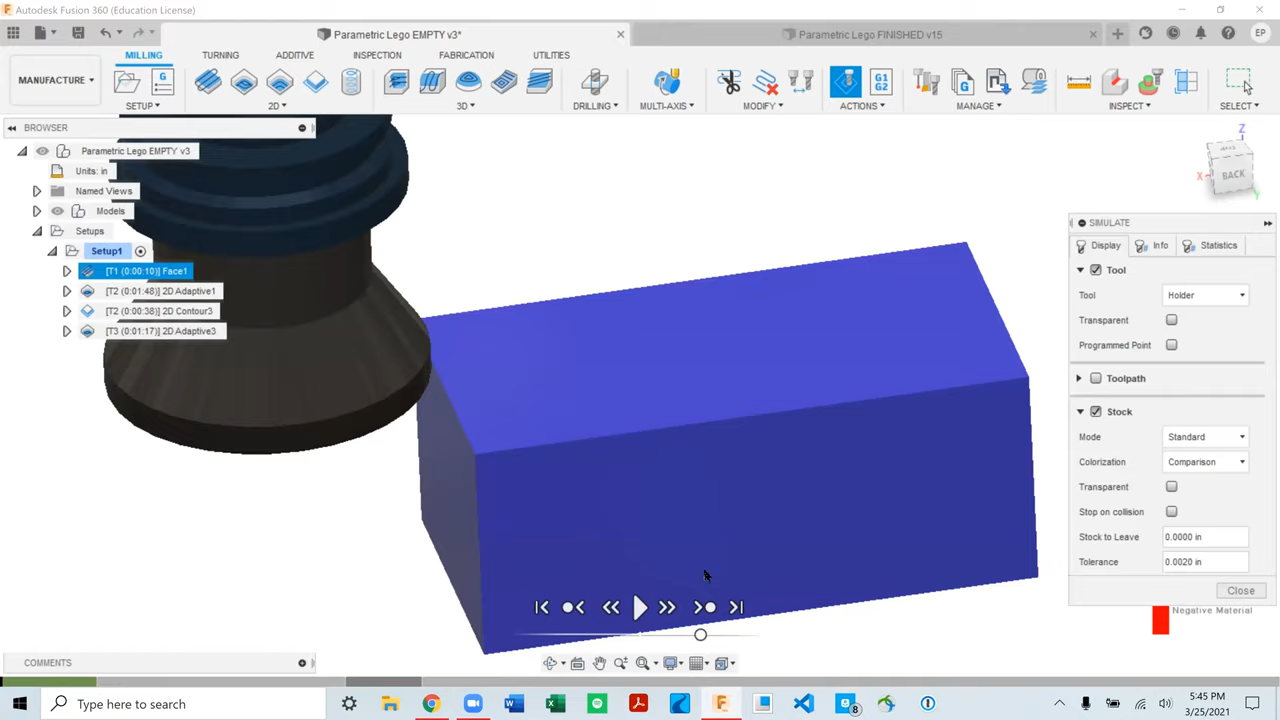 Autodesk Fusion 360 (Education License)
Parametric Lego EMPTY v3*
Parametric Lego FINISHED v15
EP
MILLING
TURNING
ADDITIVE
INSPECTION
FABRICATION
UTILITIES
MANUFACTURE
G
G1
G2
SETUP
2D
3D
DRILLING
MULTI-AXIS
MODIFY
ACTIONS
MANAGE
INSPECT
SELECT
BROWSER
Parametric Lego EMPTY v3
Units: in
Named Views
Models
Setups
Setup1
[T1 (0:00:10)] Face1
[T2 (0:01:48)] 2D Adaptive1
[T2 (0:00:38)] 2D Contour3
[T3 (0:01:17)] 2D Adaptive3
Z
X
Y
BACK
SIMULATE
Display
Info
Statistics
Tool
Tool
Holder
Transparent
Programmed Point
Toolpath
Stock
Mode
Standard
Colorization
Comparison
Transparent
Stop on collision
Stock to Leave
0.0000 in
Tolerance
0.0020 in
Close
Negative Material
COMMENTS
Type here to search
8
5:45 PM
3/25/2021